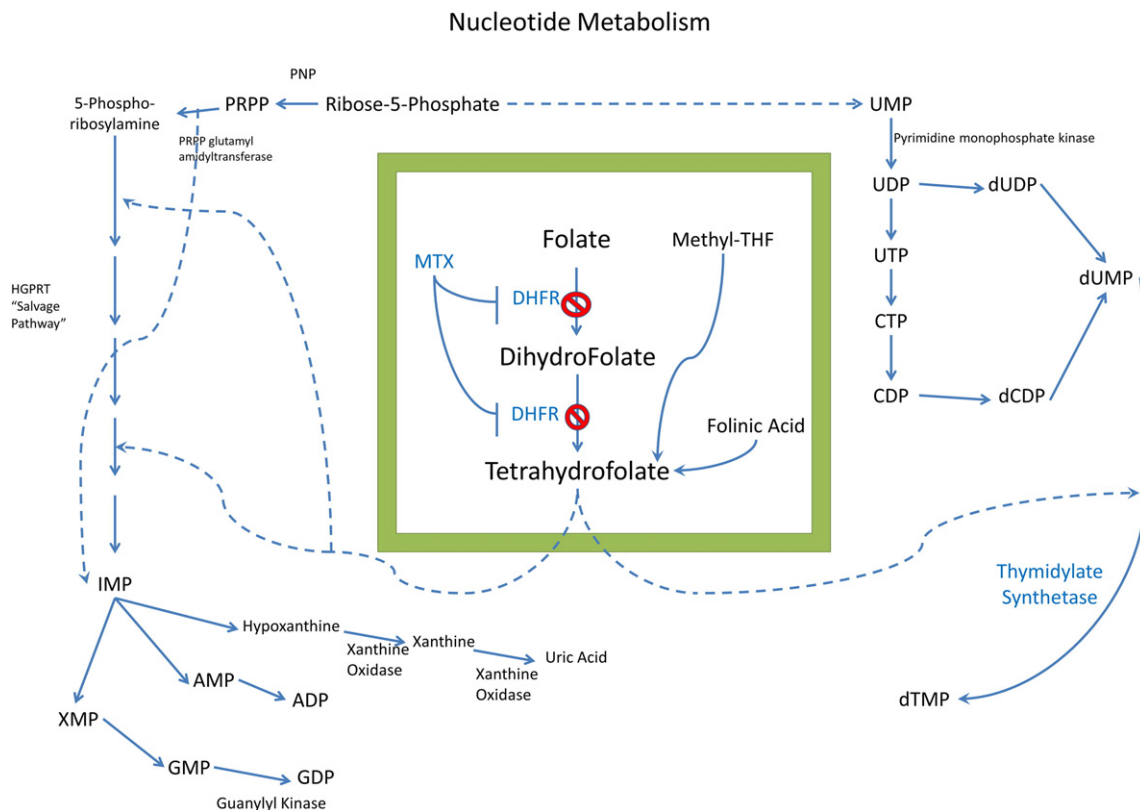 Nucleotide Metabolism
PNP
5-Phospho-
ribosylamine
PRPP
Ribose-5-Phosphate
UMP
PRPP glutamyl
amidyltransferase
Pyrimidine monophosphate kinase
UDP
dUDP
Folate
Methyl-THF
MTX
UTP
dUMP
HGPRT
“Salvage
Pathway”
DHFR
CTP
DihydroFolate
CDP
dCDP
DHFR
Folinic Acid
Tetrahydrofolate
IMP
Thymidylate
Synthetase
Hypoxanthine
Xanthine
Oxidase
Xanthine
Xanthine
Oxidase
Uric Acid
AMP
ADP
dTMP
XMP
GMP
GDP
Guanylyl Kinase